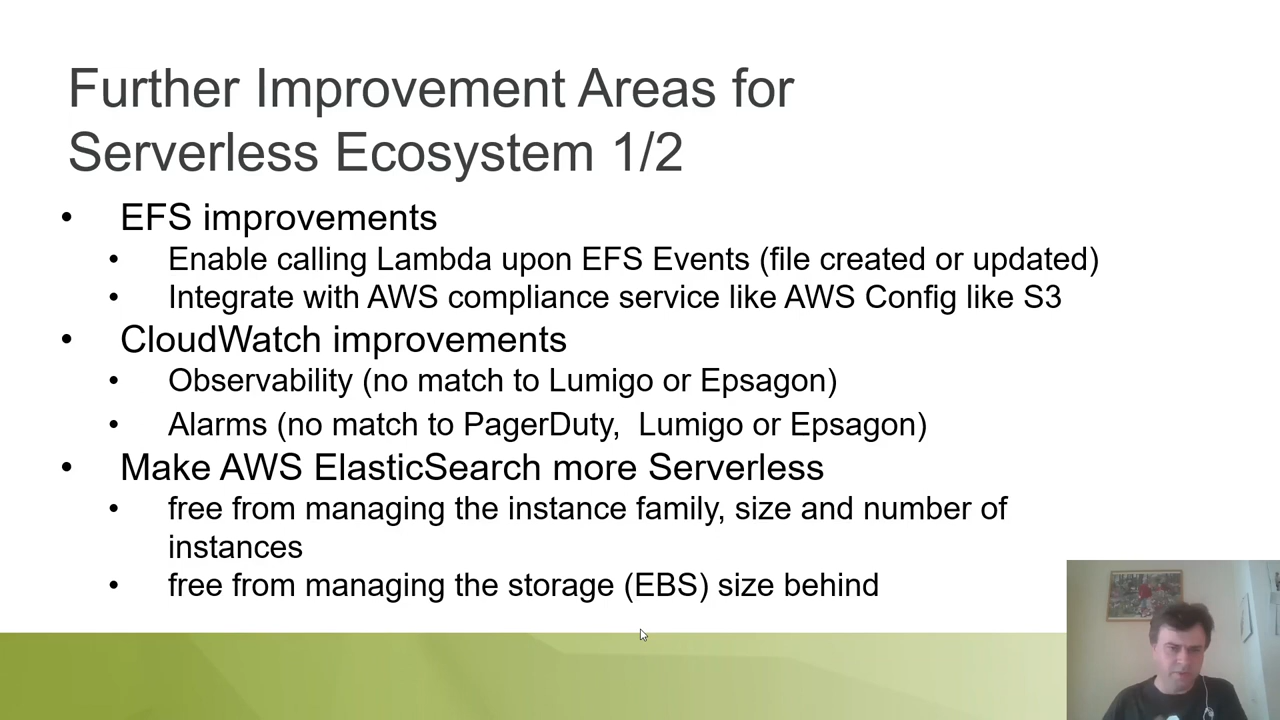 Further Improvement Areas for
Serverless Ecosystem 1/2
• EFS improvements
• Enable calling Lambda upon EFS Events (file created or updated)
• Integrate with AWS compliance service like AWS Config like S3
• CloudWatch improvements
• Observability (no match to Lumigo or Epsagon)
• Alarms (no match to PagerDuty,  Lumigo or Epsagon)
• Make AWS ElasticSearch more Serverless
• free from managing the instance family, size and number of
instances
• free from managing the storage (EBS) size behind